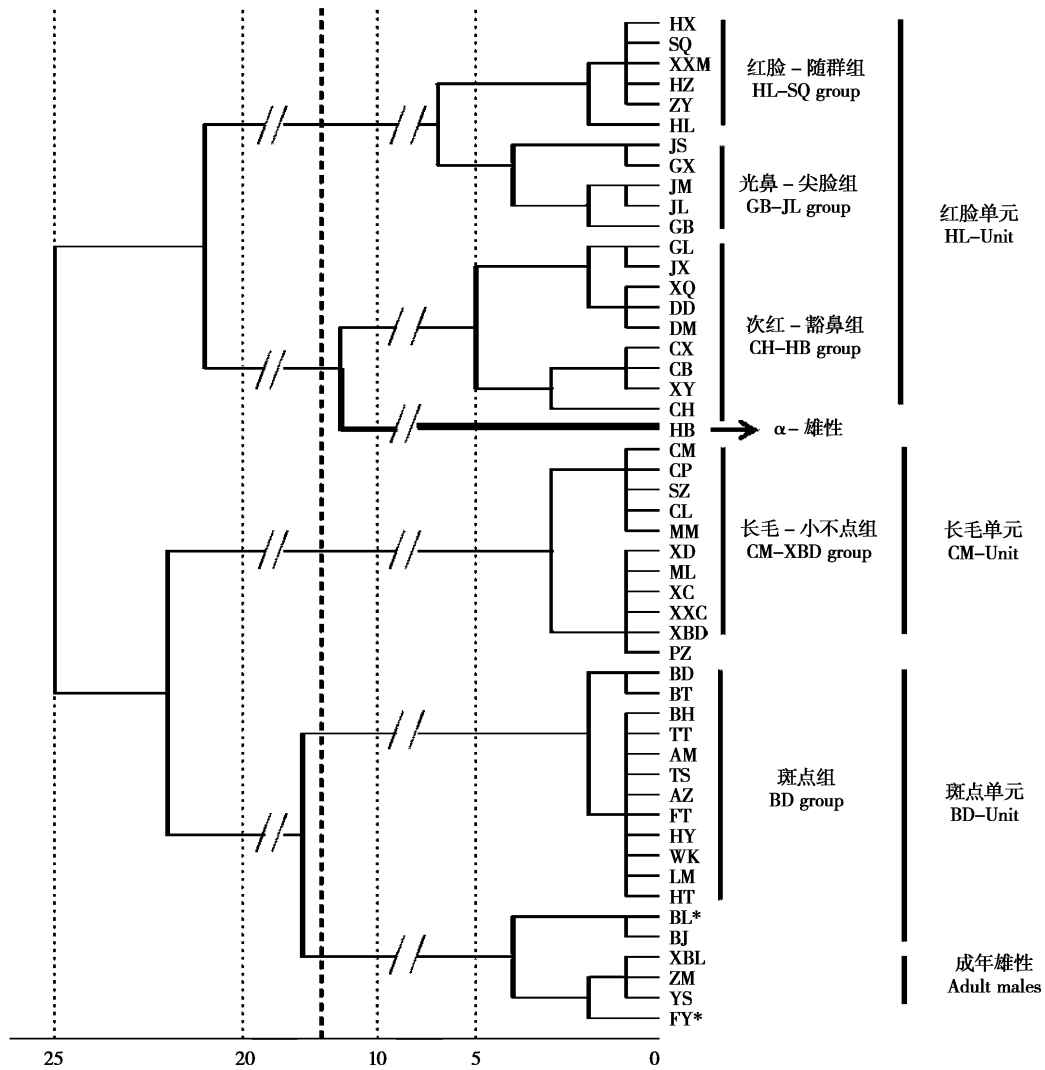 HX
SQ
XXM
HZ
ZY
HL
JS
GX
JM
JL
GB
GL
JX
XQ
DD
DM
CX
CB
XY
CH
HB
CM
CP
SZ
CL
MM
XD
ML
XC
XXC
XBD
PZ
BD
BT
BH
TT
AM
TS
AZ
FT
HY
WK
LM
HT
BL*
BJ
XBL
ZM
YS
FY*
红脸－随群组
HL-SQ group
光鼻－尖脸组
GB-JL group
次红－豁鼻组
CH-HB group
α－雄性
长毛－小不点组
CM-XBD group
斑点组
BD group
红脸单元
HL-Unit
长毛单元
CM-Unit
斑点单元
BD-Unit
成年雄性
Adult males
25 20 10 5 0